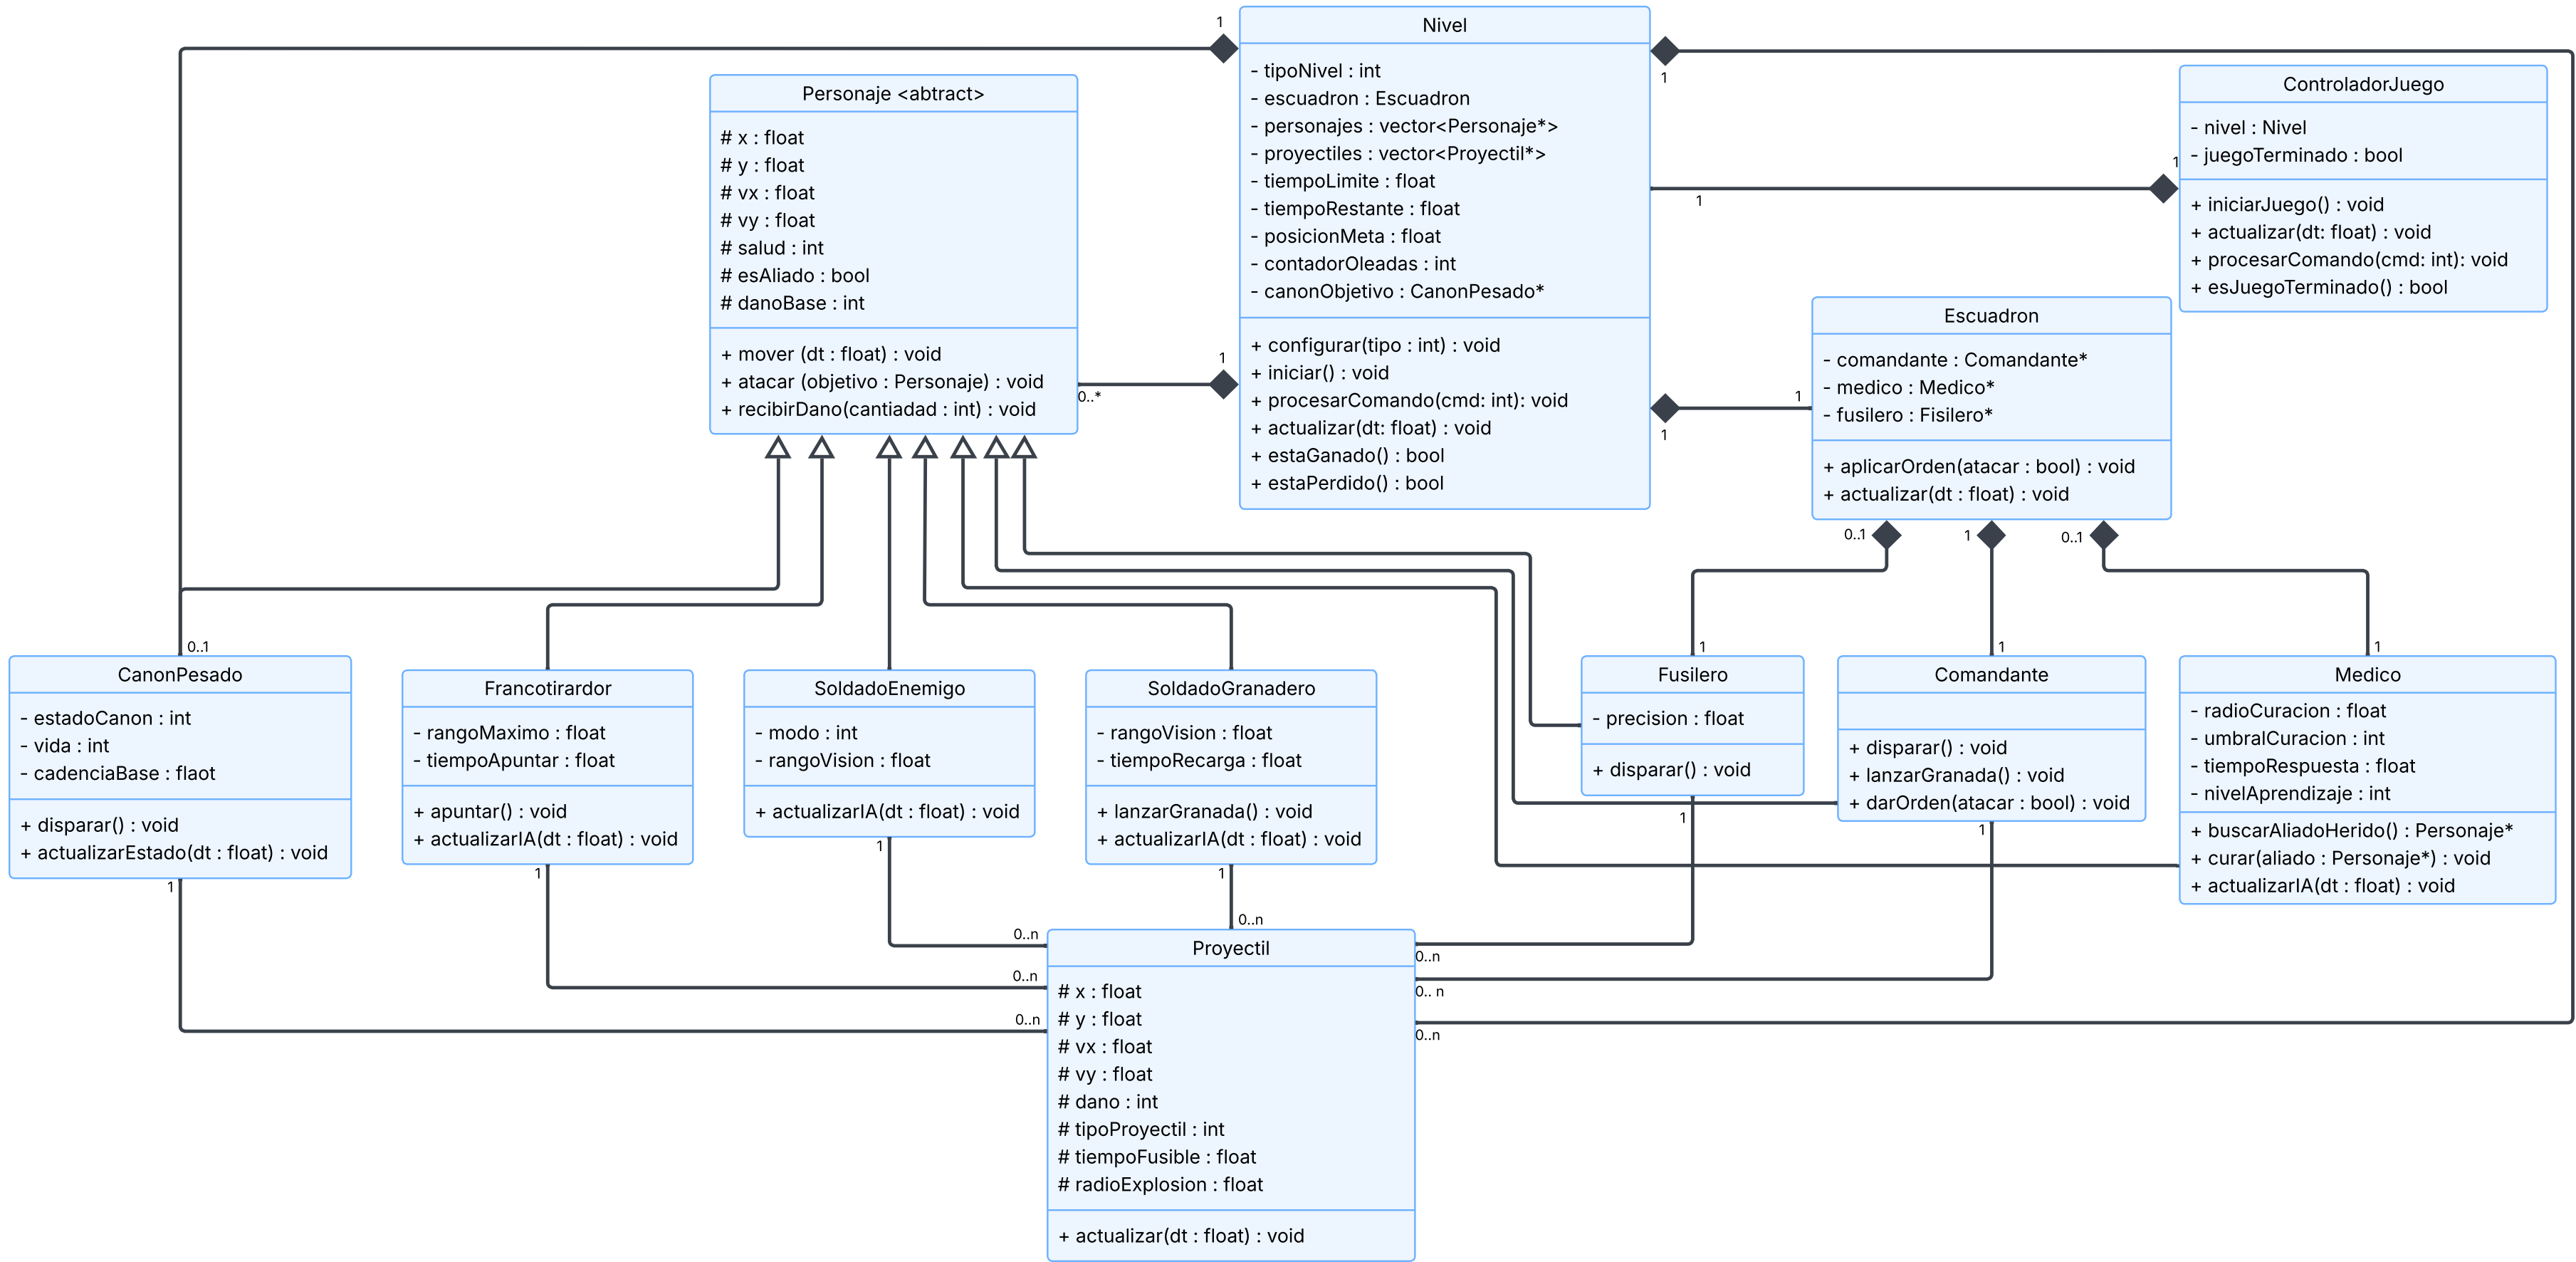 1
Nivel
- tipoNivel : int
- escuadron : Escuadron
- personajes : vector<Personaje*>
- proyectiles : vector<Proyectil*>
- tiempoLimite : float
- tiempoRestante : float
- posicionMeta : float
- contadorOleadas : int
- canonObjetivo : CanonPesado*
+ configurar(tipo : int) : void
+ iniciar() : void
+ procesarComando(cmd: int): void
+ actualizar(dt: float) : void
+ estaGanado() : bool
+ estaPerdido() : bool
1
Personaje <abtract>
# x : float
# y : float
# vx : float
# vy : float
# salud : int
# esAliado : bool
# danoBase : int
+ mover (dt : float) : void
+ atacar (objetivo : Personaje) : void
+ recibirDano(cantiadad : int) : void
0..*
1
ControladorJuego
- nivel : Nivel
- juegoTerminado : bool
+ iniciarJuego() : void
+ actualizar(dt: float) : void
+ procesarComando(cmd: int): void
+ esJuegoTerminado() : bool
1
1
Escuadron
- comandante : Comandante*
- medico : Medico*
- fusilero : Fisilero*
+ aplicarOrden(atacar : bool) : void
+ actualizar(dt : float) : void
1
1
0..1
1
0..1
0..1
1
1
1
CanonPesado
- estadoCanon : int
- vida : int
- cadenciaBase : flaot
+ disparar() : void
+ actualizarEstado(dt : float) : void
1
Francotirardor
- rangoMaximo : float
- tiempoApuntar : float
+ apuntar() : void
+ actualizarIA(dt : float) : void
1
SoldadoEnemigo
- modo : int
- rangoVision : float
+ actualizarIA(dt : float) : void
1
SoldadoGranadero
- rangoVision : float
- tiempoRecarga : float
+ lanzarGranada() : void
+ actualizarIA(dt : float) : void
1
Fusilero
- precision : float
+ disparar() : void
1
Comandante
+ disparar() : void
+ lanzarGranada() : void
+ darOrden(atacar : bool) : void
1
Medico
- radioCuracion : float
- umbralCuracion : int
- tiempoRespuesta : float
- nivelAprendizaje : int
+ buscarAliadoHerido() : Personaje*
+ curar(aliado : Personaje*) : void
+ actualizarIA(dt : float) : void
0..n
0..n
0..n
0..n
0..n
0.. n
0..n
Proyectil
# x : float
# y : float
# vx : float
# vy : float
# dano : int
# tipoProyectil : int
# tiempoFusible : float
# radioExplosion : float
+ actualizar(dt : float) : void